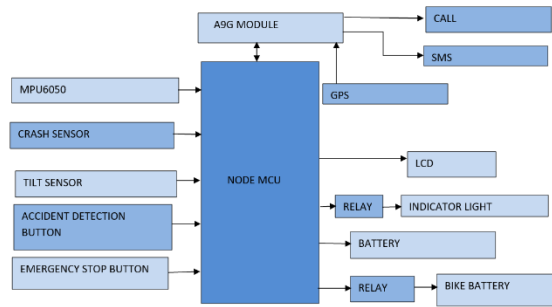 A9G MODULE
CALL
SMS
GPS
MPU6050
CRASH SENSOR
TILT SENSOR
ACCIDENT DETECTION
BUTTON
EMERGENCY STOP BUTTON
NODE MCU
LCD
RELAY
INDICATOR LIGHT
BATTERY
RELAY
BIKE BATTERY